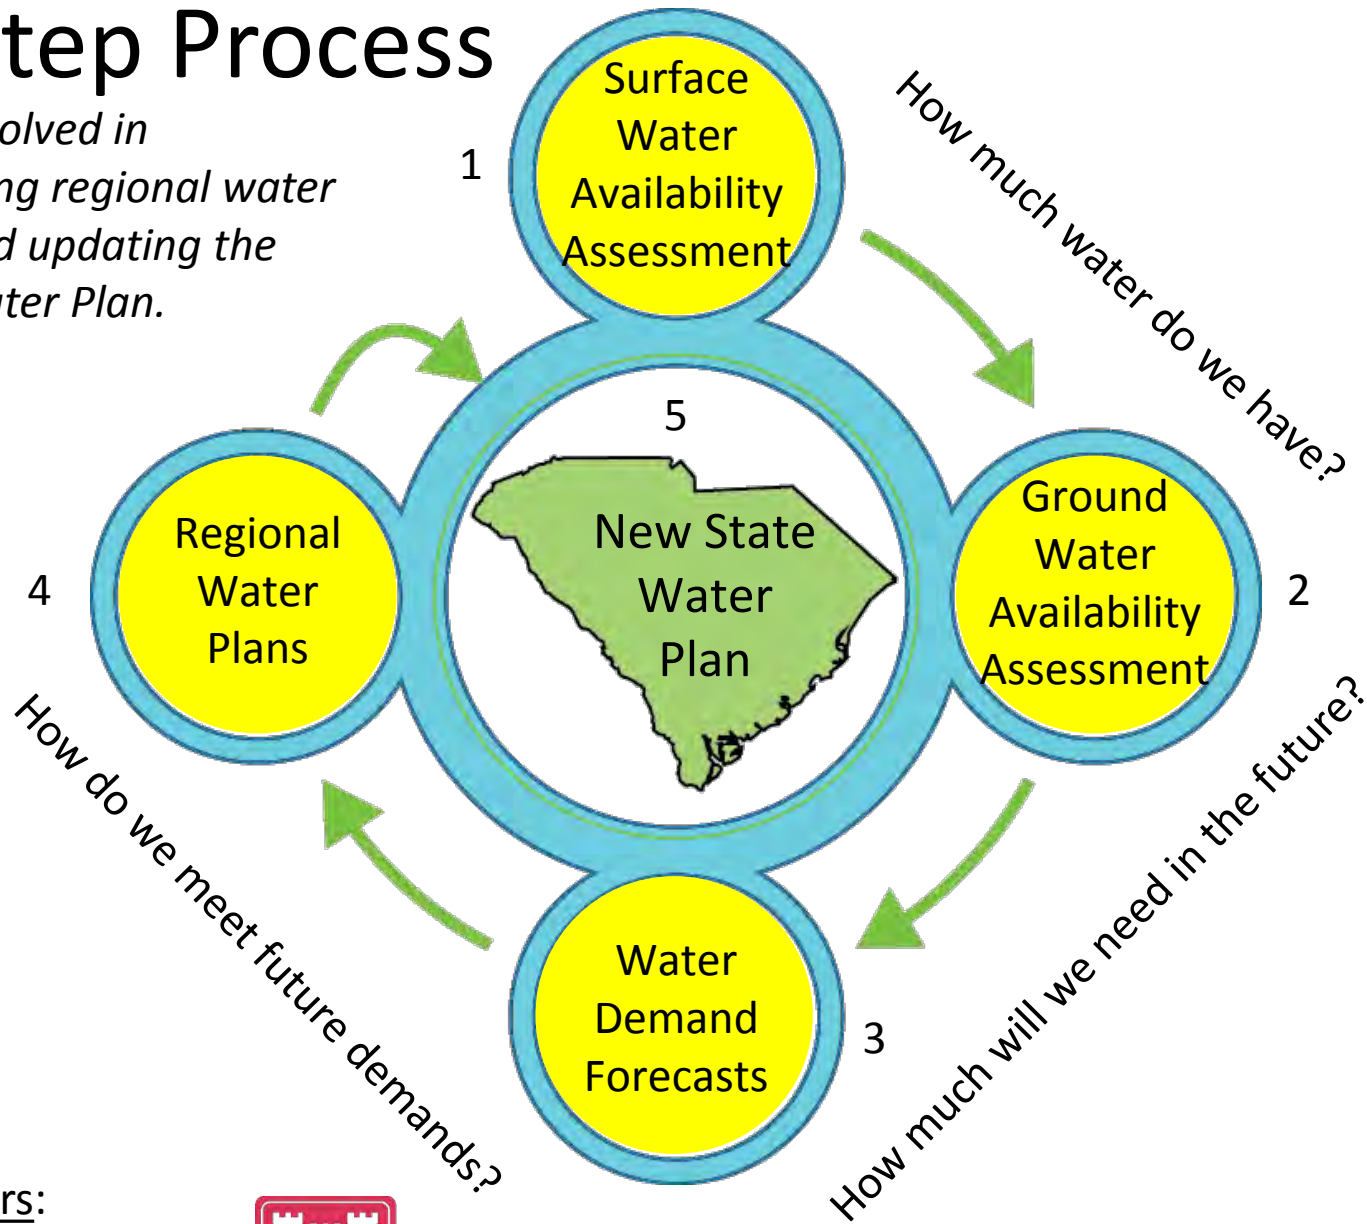 tep Process
olved in
ng regional water
d updating the
ater Plan.
1
Surface
Water
Availability
Assessment
How much water do we have?
5
New State
Water
Plan
Ground
Water
Availability
Assessment
2
4
Regional
Water
Plans
How much will we need in the future?
How do we meet future demands?
Water
Demand
Forecasts
3
rs: